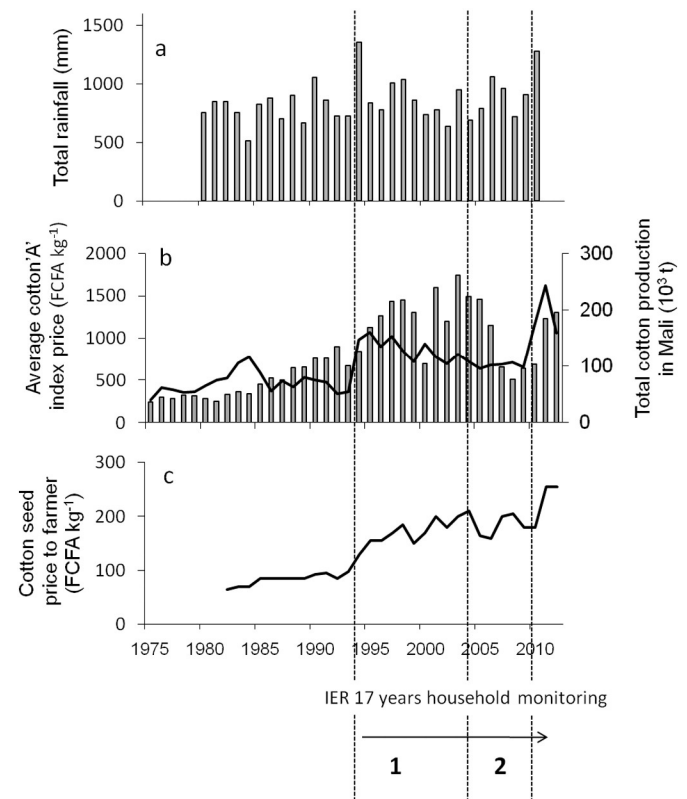 a
Total rainfall (mm)
1500
1000
500
0
b
Average cotton'A'
index price (FCFA kg⁻¹)
2000
1500
1000
500
0
300
200
100
0
Total cotton production
in Mali (10³ t)
c
Cotton seed
price to farmer
(FCFA kg⁻¹)
300
200
100
0
1975 1980 1985 1990 1995 2000 2005 2010
IER 17 years household monitoring
1 2